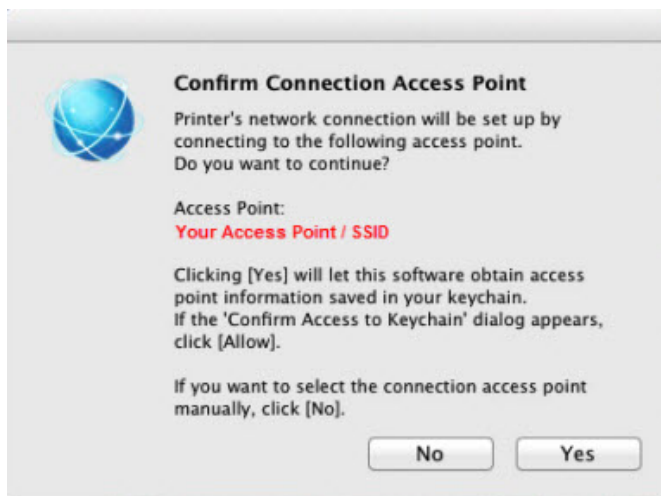 Confirm Connection Access Point
Printer's network connection will be set up by
connecting to the following access point.
Do you want to continue?
Access Point:
Your Access Point / SSID
Clicking [Yes] will let this software obtain access
point information saved in your keychain.
If the 'Confirm Access to Keychain' dialog appears,
click [Allow].
If you want to select the connection access point
manually, click [No].
No Yes